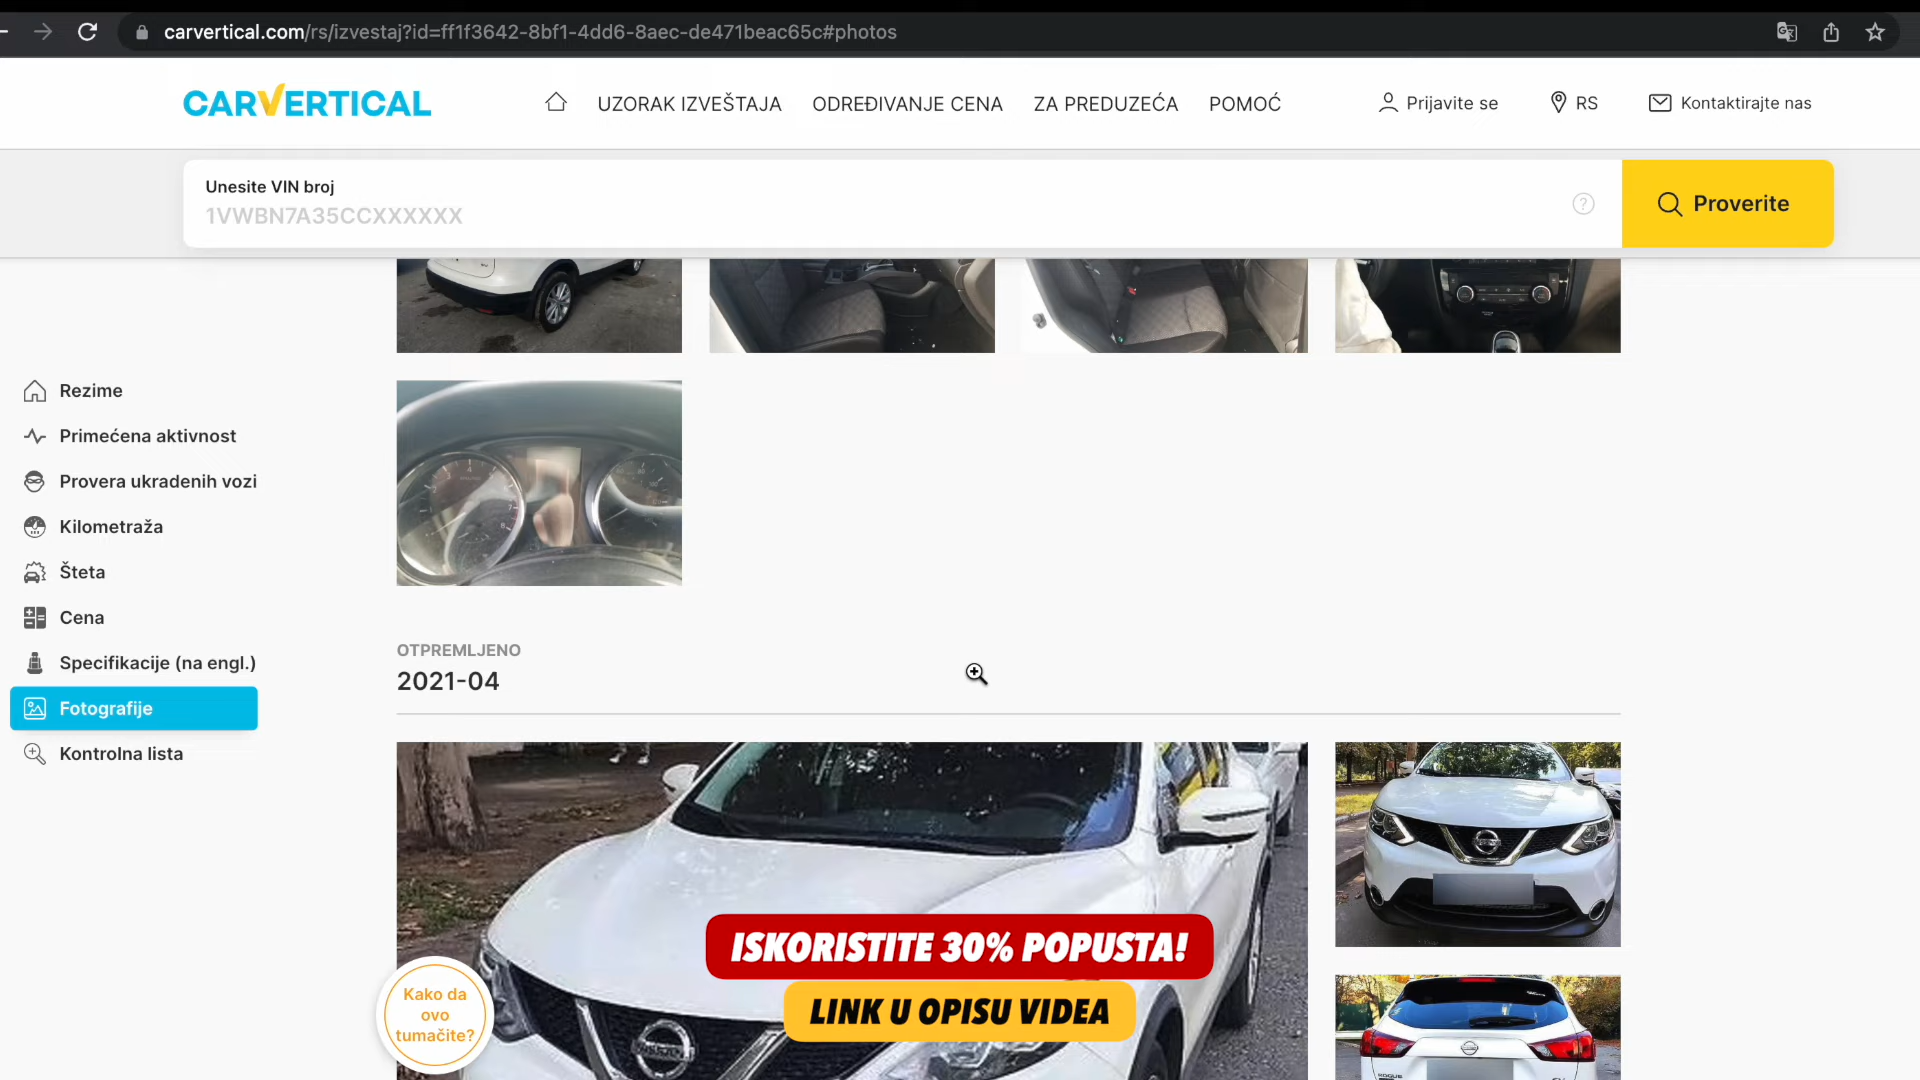 carvertical.com/rs/izvestaj?id=ff1f3642-8bf1-4dd6-8aec-de471beac65c#photos
CARVERTICAL
UZORAK IZVEŠTAJA
ODREĐIVANJE CENA
ZA PREDUZEĆA
POMOĆ
Prijavite se
RS
Kontaktirajte nas
Unesite VIN broj
1VWBN7A35CCXXXXXX
?
Proverite
Rezime
Primećena aktivnost
Provera ukradenih vozi
Kilometraža
Šteta
Cena
Specifikacije (na engl.)
Fotografije
Kontrolna lista
OTPREMLJENO
2021-04
ISKORISTITE 30% POPUSTA!
LINK U OPISU VIDEA
Kako da
ovo
tumačite?
NISSAN
ROGUE